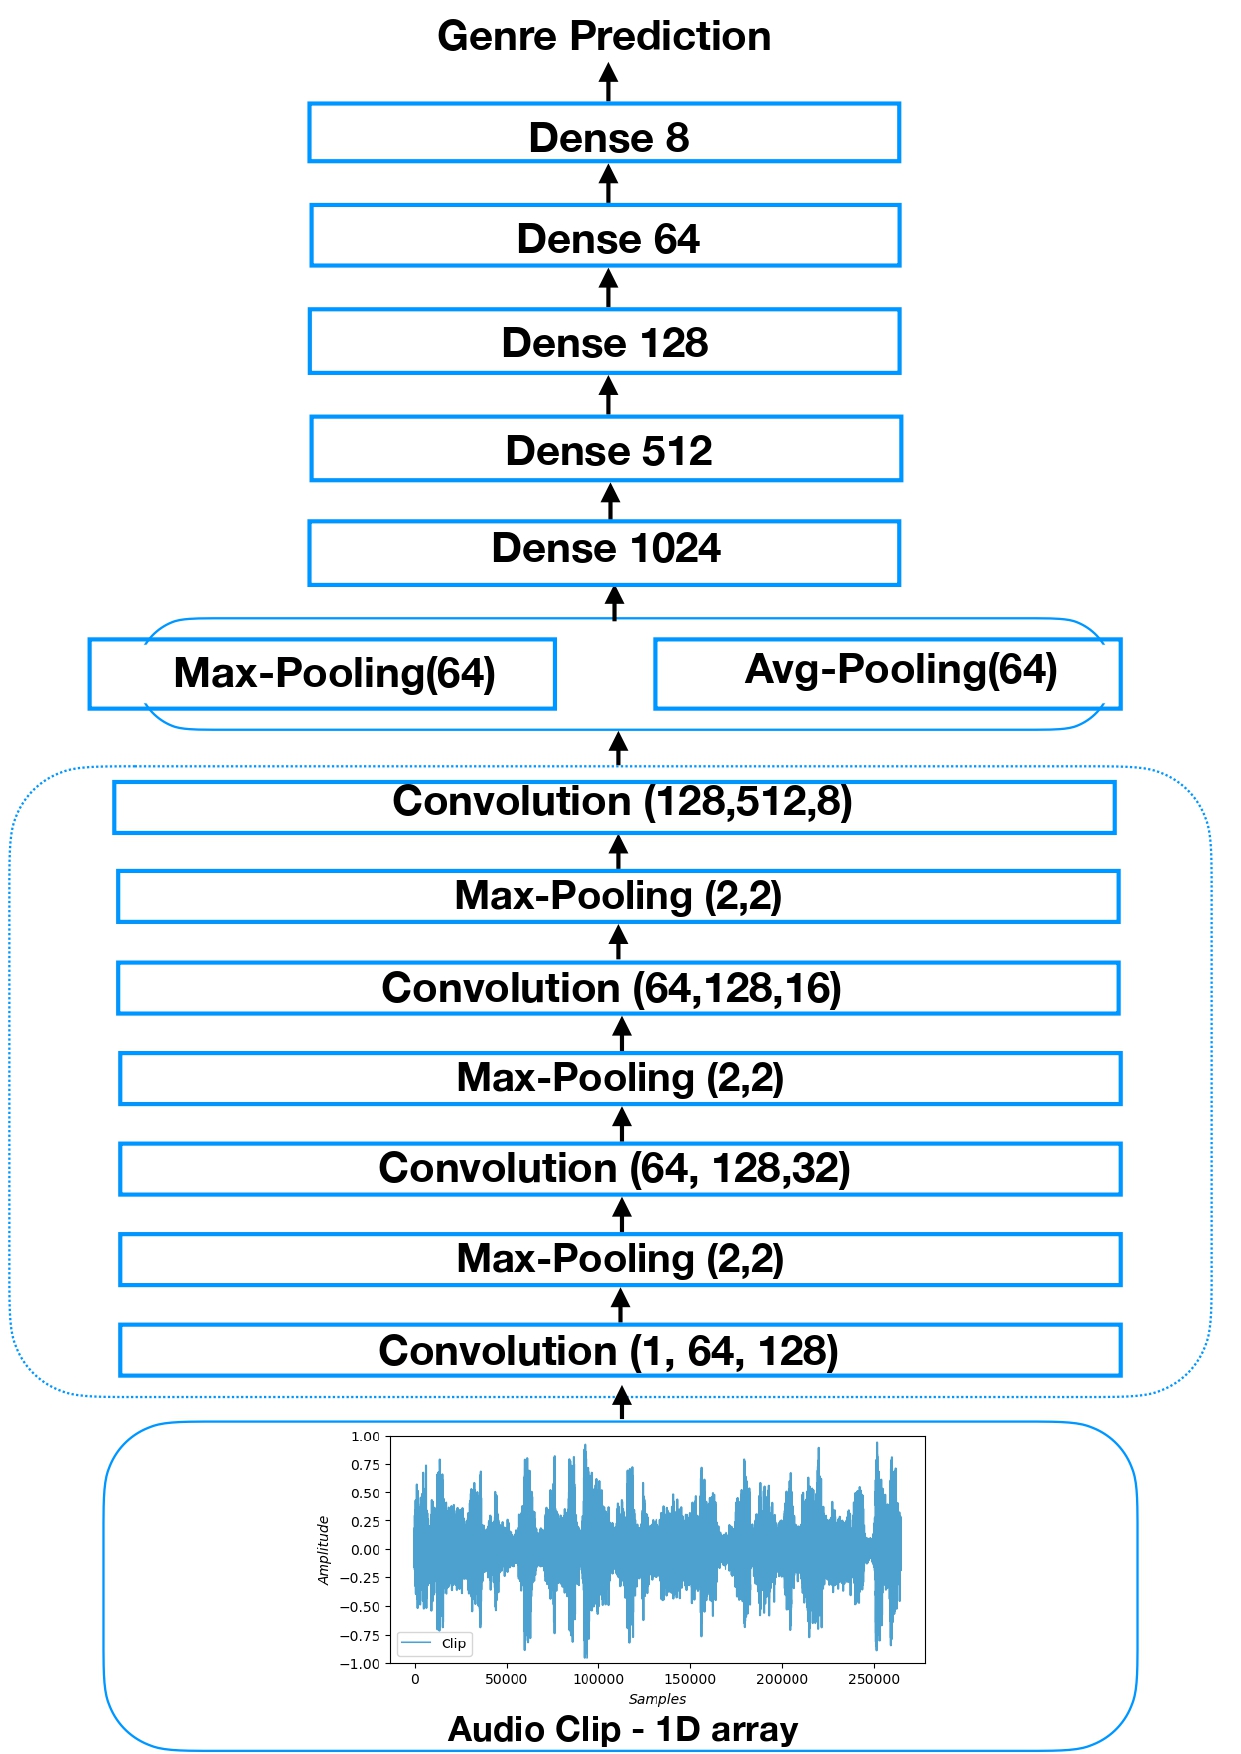 Genre Prediction
Dense 8
Dense 64
Dense 128
Dense 512
Dense 1024
Max-Pooling(64) Avg-Pooling(64)
Convolution (128,512,8)
Max-Pooling (2,2)
Convolution (64,128,16)
Max-Pooling (2,2)
Convolution (64, 128,32)
Max-Pooling (2,2)
Convolution (1, 64, 128)
1.00
0.75
0.50
0.25
0.00
−0.25
−0.50
−0.75
−1.00
Amplitude
Clip
0 50000 100000 150000 200000 250000
Samples
Audio Clip - 1D array